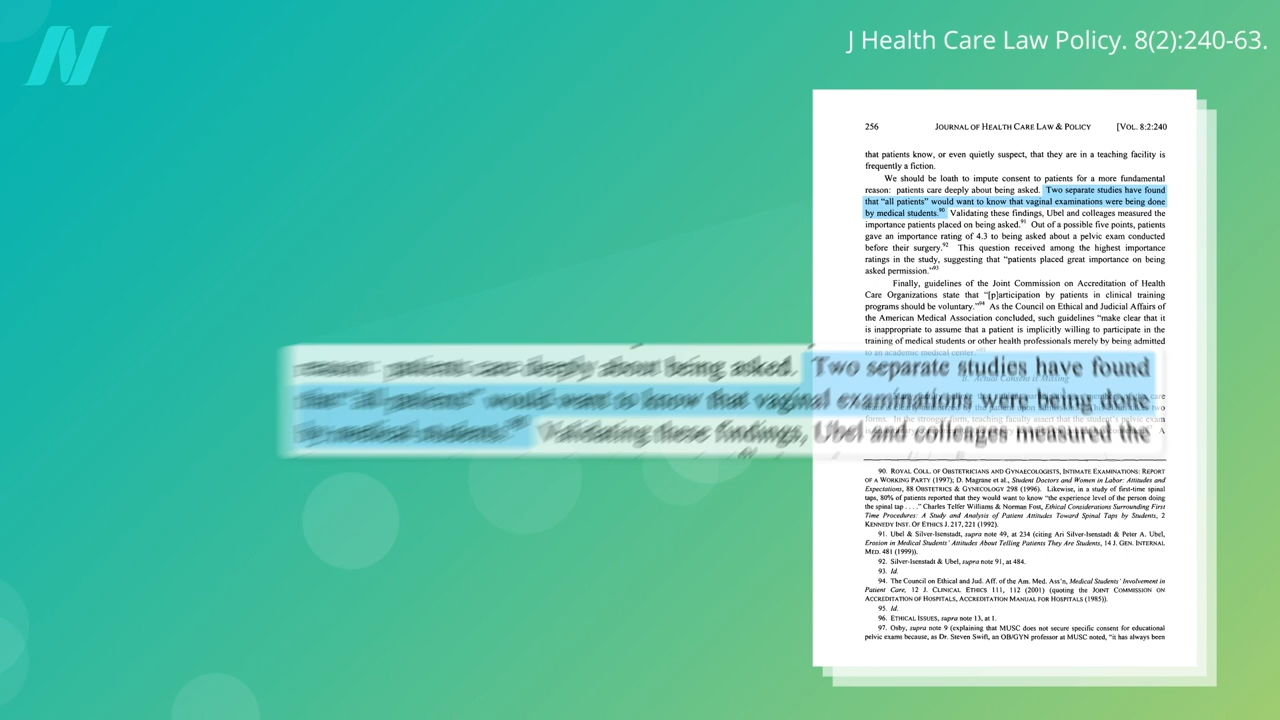 J Health Care Law Policy. 8(2):240-63.
256 JOURNAL OF HEALTH CARE LAW & POLICY [VOL. 8:2:240
that patients know, or even quietly suspect, that they are in a teaching facility is
frequently a fiction.
We should be loath to impute consent to patients for a more fundamental
reason: patients care deeply about being asked. Two separate studies have found
that "all patients" would want to know that vaginal examinations were being done
by medical students.90 Validating these findings, Ubel and colleages measured the
importance patients placed on being asked.91 Out of a possible five points, patients
gave an importance rating of 4.3 to being asked about a pelvic exam conducted
before their surgery.92 This question received among the highest importance
ratings in the study, suggesting that "patients placed great importance on being
asked permission."93
Finally, guidelines of the Joint Commission on Accreditation of Health
Care Organizations state that "[p]articipation by patients in clinical training
programs should be voluntary."94 As the Council on Ethical and Judicial Affairs of
the American Medical Association concluded, such guidelines "make clear that it
is inappropriate to assume that a patient is implicitly willing to participate in the
training of medical students or other health professionals merely by being admitted
to an academic medical center."95
reason: patients care deeply about being asked. Two separate studies have found
that "all patients" would want to know that vaginal examinations were being done
by medical students.90 Validating these findings, Ubel and colleages measured the
90. ROYAL COLL. OF OBSTETRICIANS AND GYNAECOLOGISTS, INTIMATE EXAMINATIONS: REPORT
OF A WORKING PARTY (1997); D. Magrane et al., Student Doctors and Women in Labor: Attitudes and
Expectations, 88 OBSTETRICS & GYNECOLOGY 298 (1996). Likewise, in a study of first-time spinal
taps, 80% of patients reported that they would want to know "the experience level of the person doing
the spinal tap . . . ." Charles Telfer Williams & Norman Fost, Ethical Considerations Surrounding First
Time Procedures: A Study and Analysis of Patient Attitudes Toward Spinal Taps by Students, 2
KENNEDY INST. OF ETHICS J. 217, 221 (1992).
91. Ubel & Silver-Isenstadt, supra note 49, at 234 (citing Ari Silver-Isenstadt & Peter A. Ubel,
Erosion in Medical Students' Attitudes About Telling Patients They Are Students, 14 J. GEN. INTERNAL
MED. 481 (1999)).
92. Silver-Isenstadt & Ubel, supra note 91, at 484.
93. Id.
94. The Council on Ethical and Jud. Aff. of the Am. Med. Ass'n, Medical Students' Involvement in
Patient Care, 12 J. CLINICAL ETHICS 111, 112 (2001) (quoting the JOINT COMMISSION ON
ACCREDITATION OF HOSPITALS, ACCREDITATION MANUAL FOR HOSPITALS (1985)).
95. Id.
96. ETHICAL ISSUES, supra note 13, at 1.
97. Osby, supra note 9 (explaining that MUSC does not secure specific consent for educational
pelvic exams because, as Dr. Steven Swift, an OB/GYN professor at MUSC noted, "it has always been